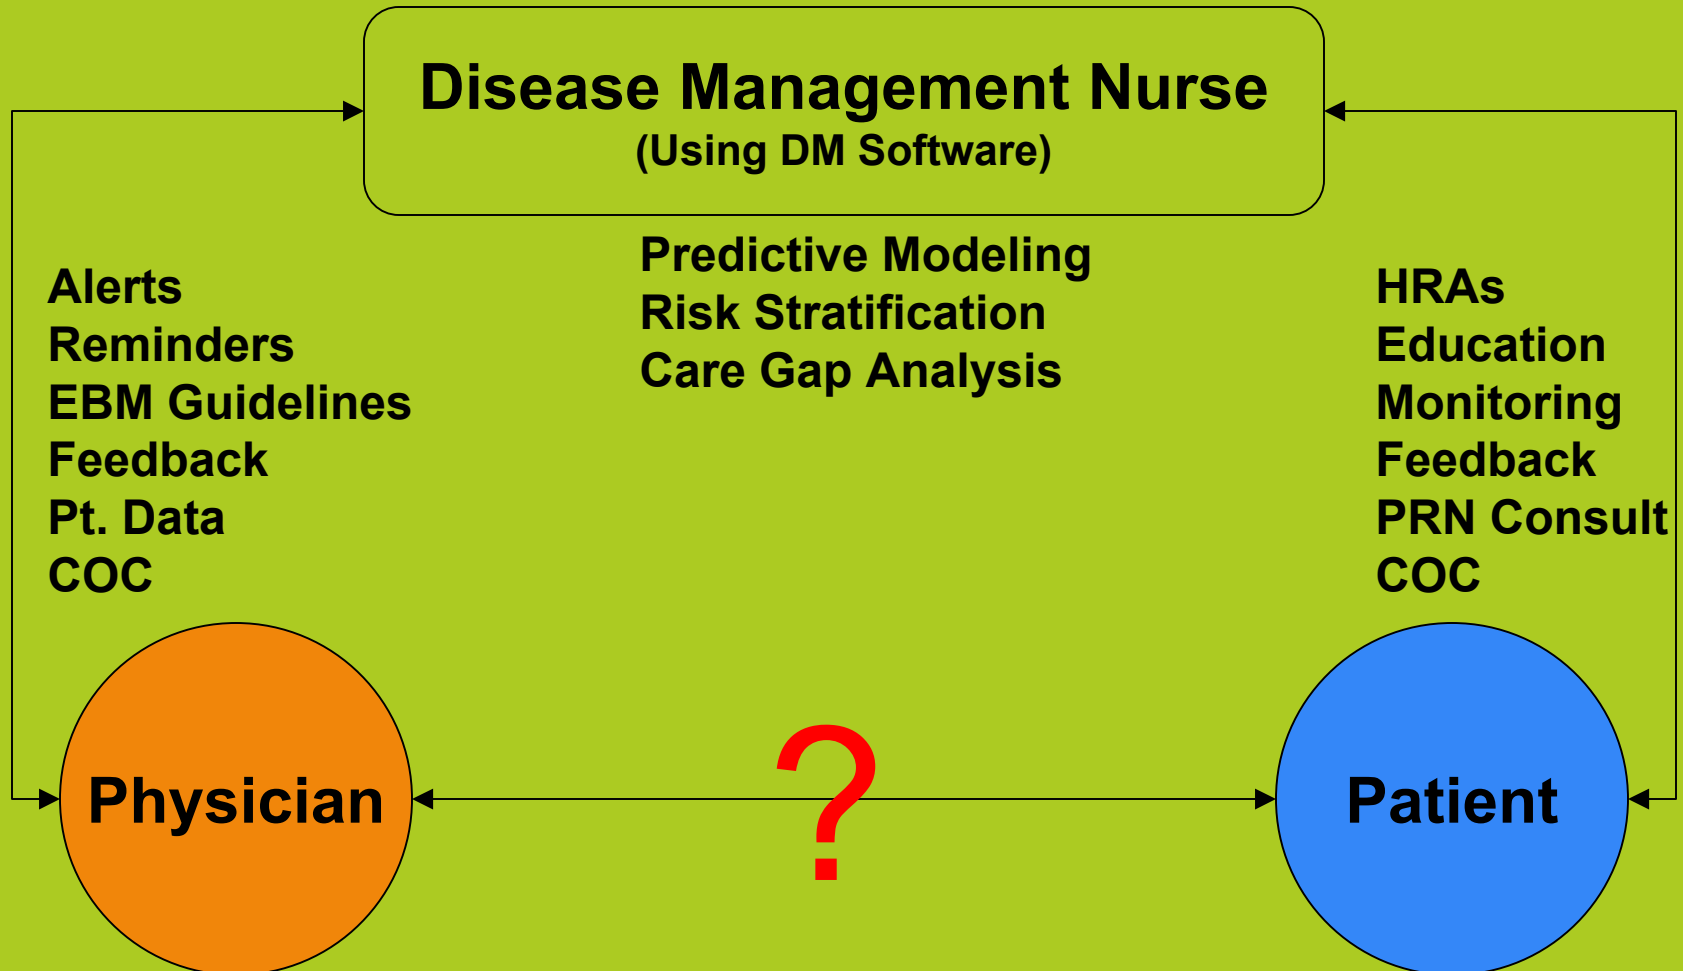 Disease Management Nurse
(Using DM Software)
Predictive Modeling
Risk Stratification
Care Gap Analysis
Alerts
Reminders
EBM Guidelines
Feedback
Pt. Data
COC
HRAs
Education
Monitoring
Feedback
PRN Consult
COC
Physician
?
Patient